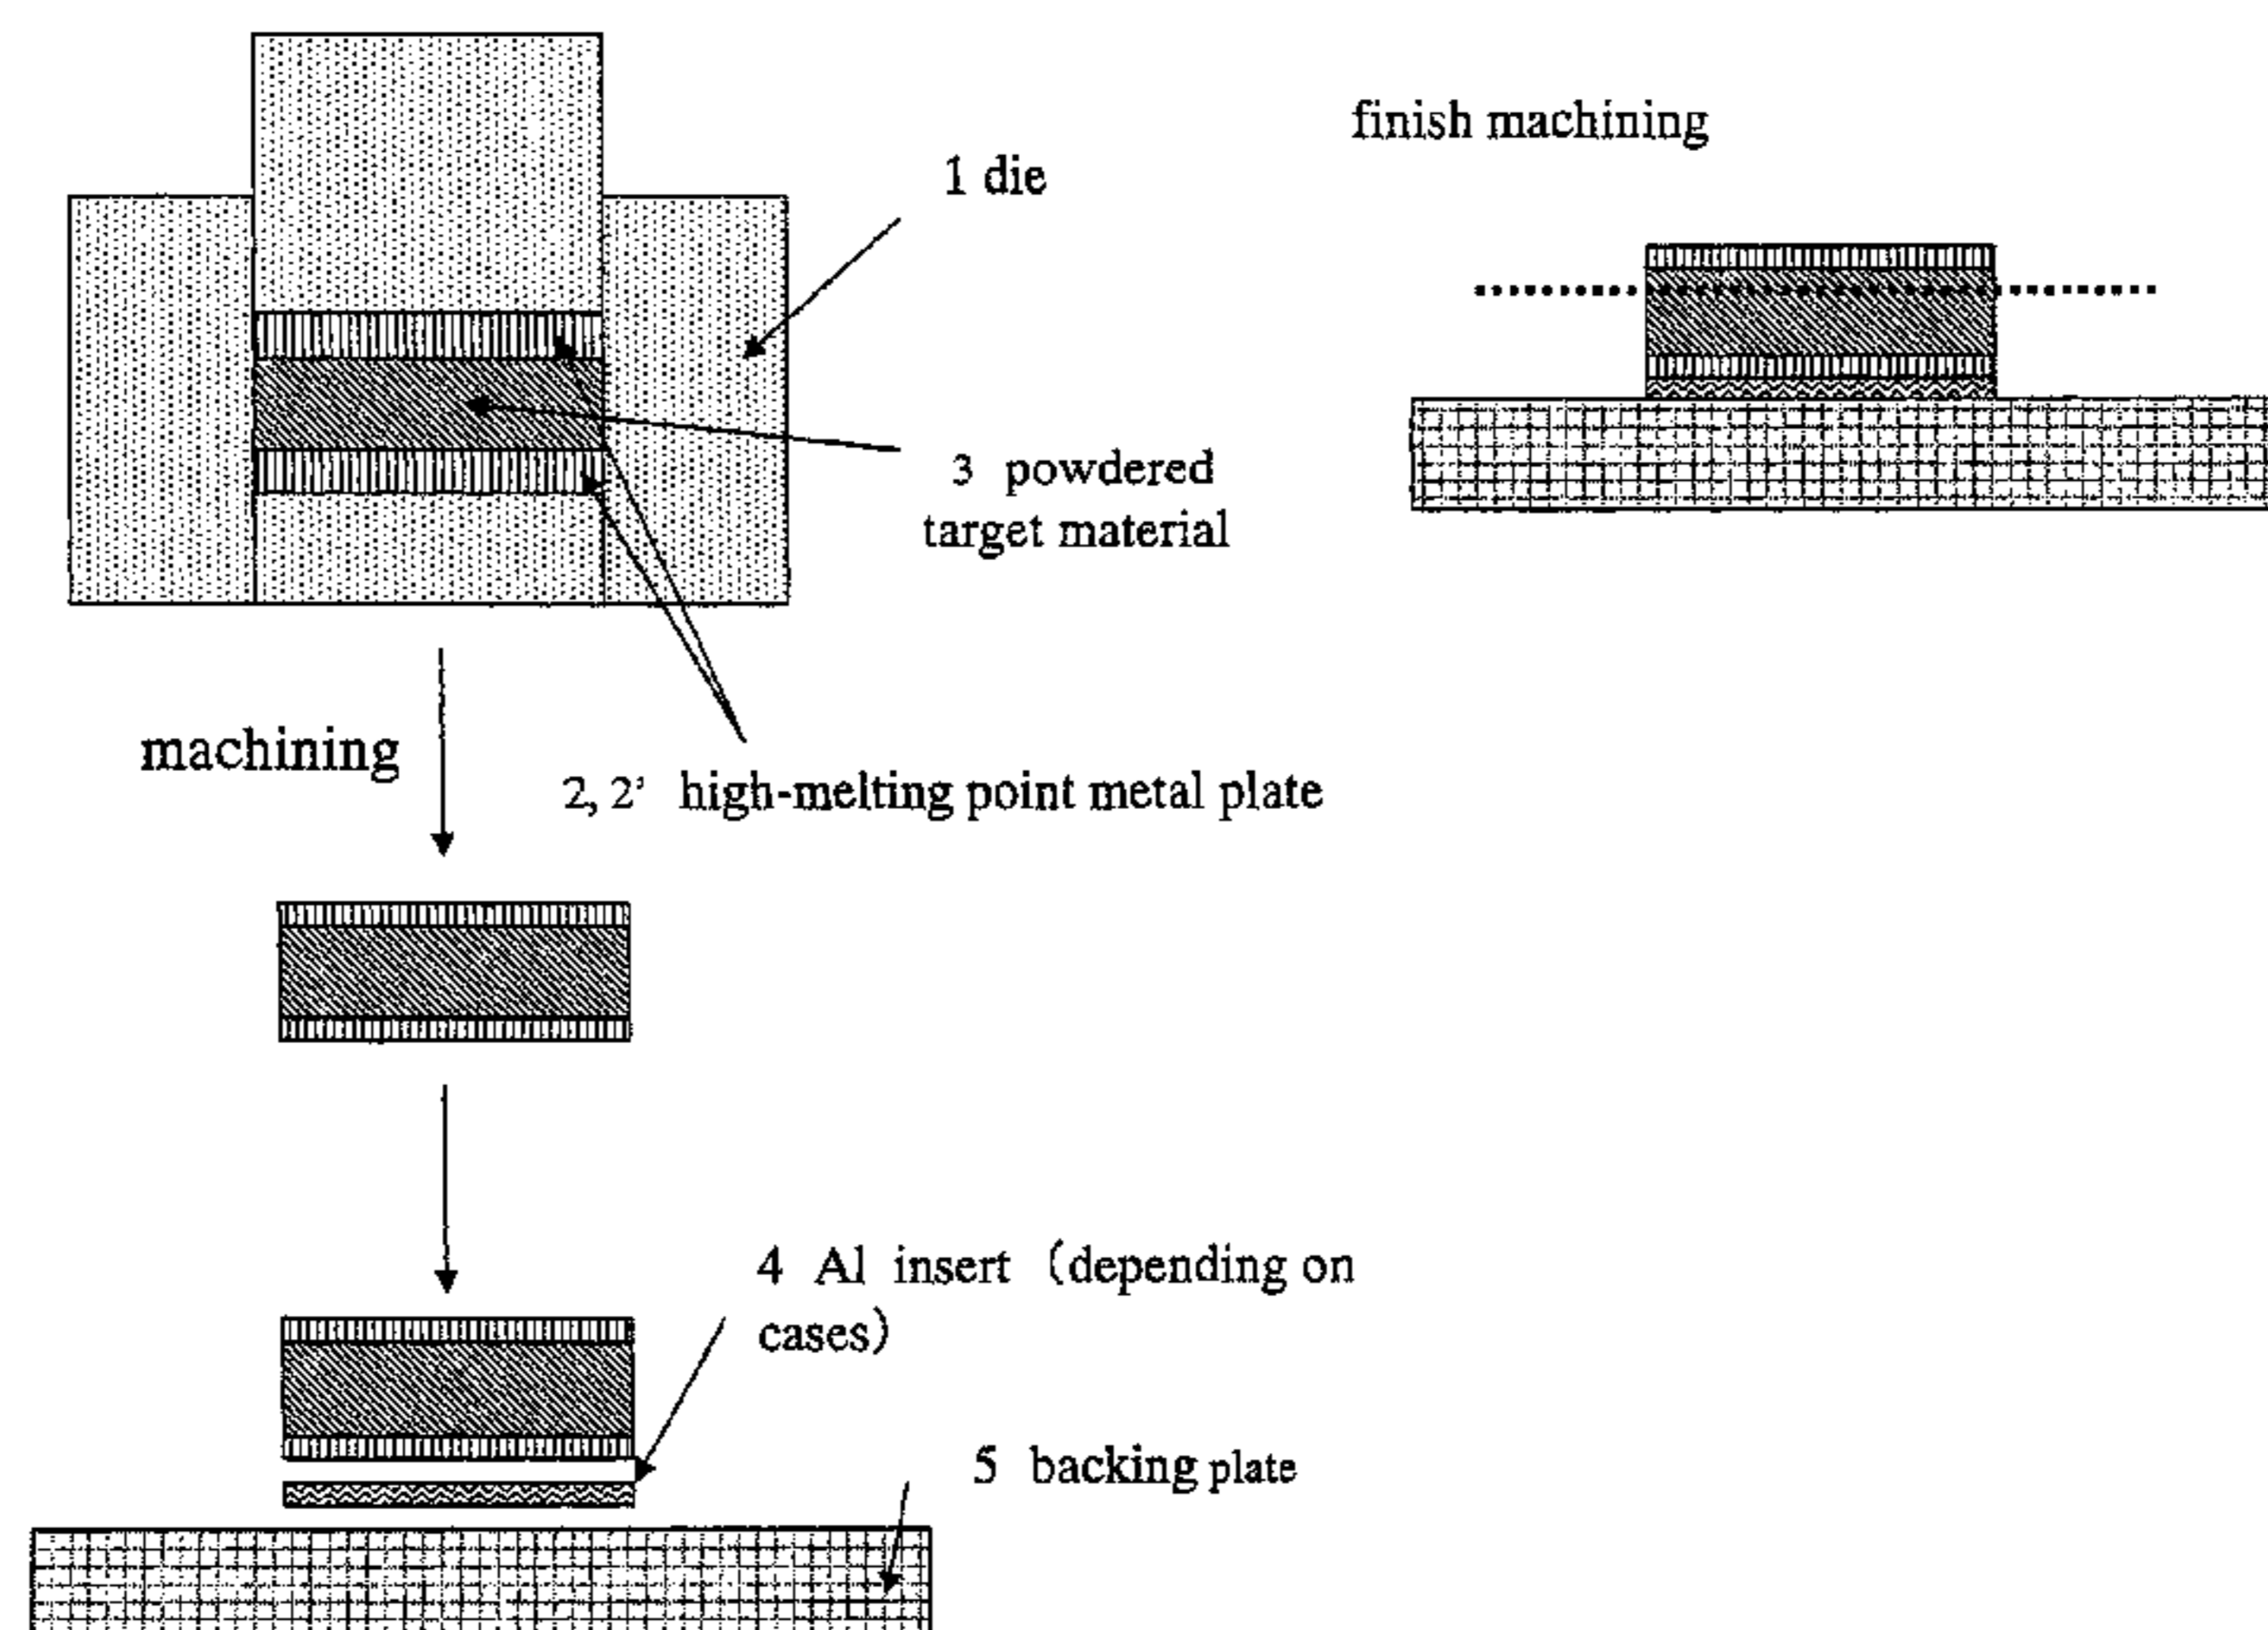 finish machining
1 die
3 powdered
target material
machining
2, 2' high-melting point metal plate
4 Al insert (depending on
cases)
5 backing plate